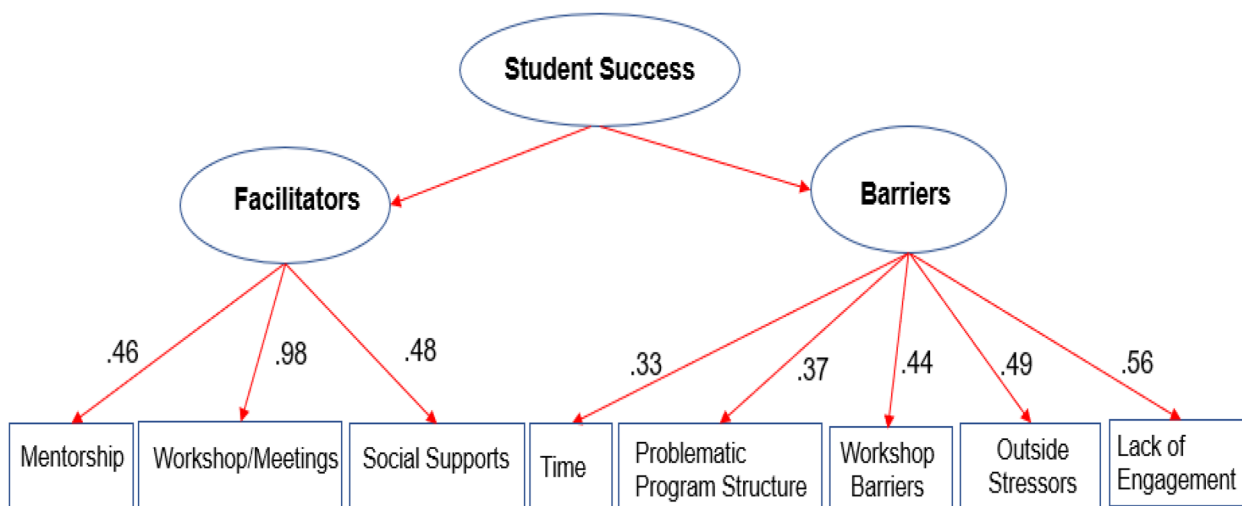 Student Success
Facilitators
Barriers
.46
.98
.48
.33
.37
.44
.49
.56
Mentorship
Workshop/Meetings
Social Supports
Time
Problematic
Program Structure
Workshop
Barriers
Outside
Stressors
Lack of
Engagement